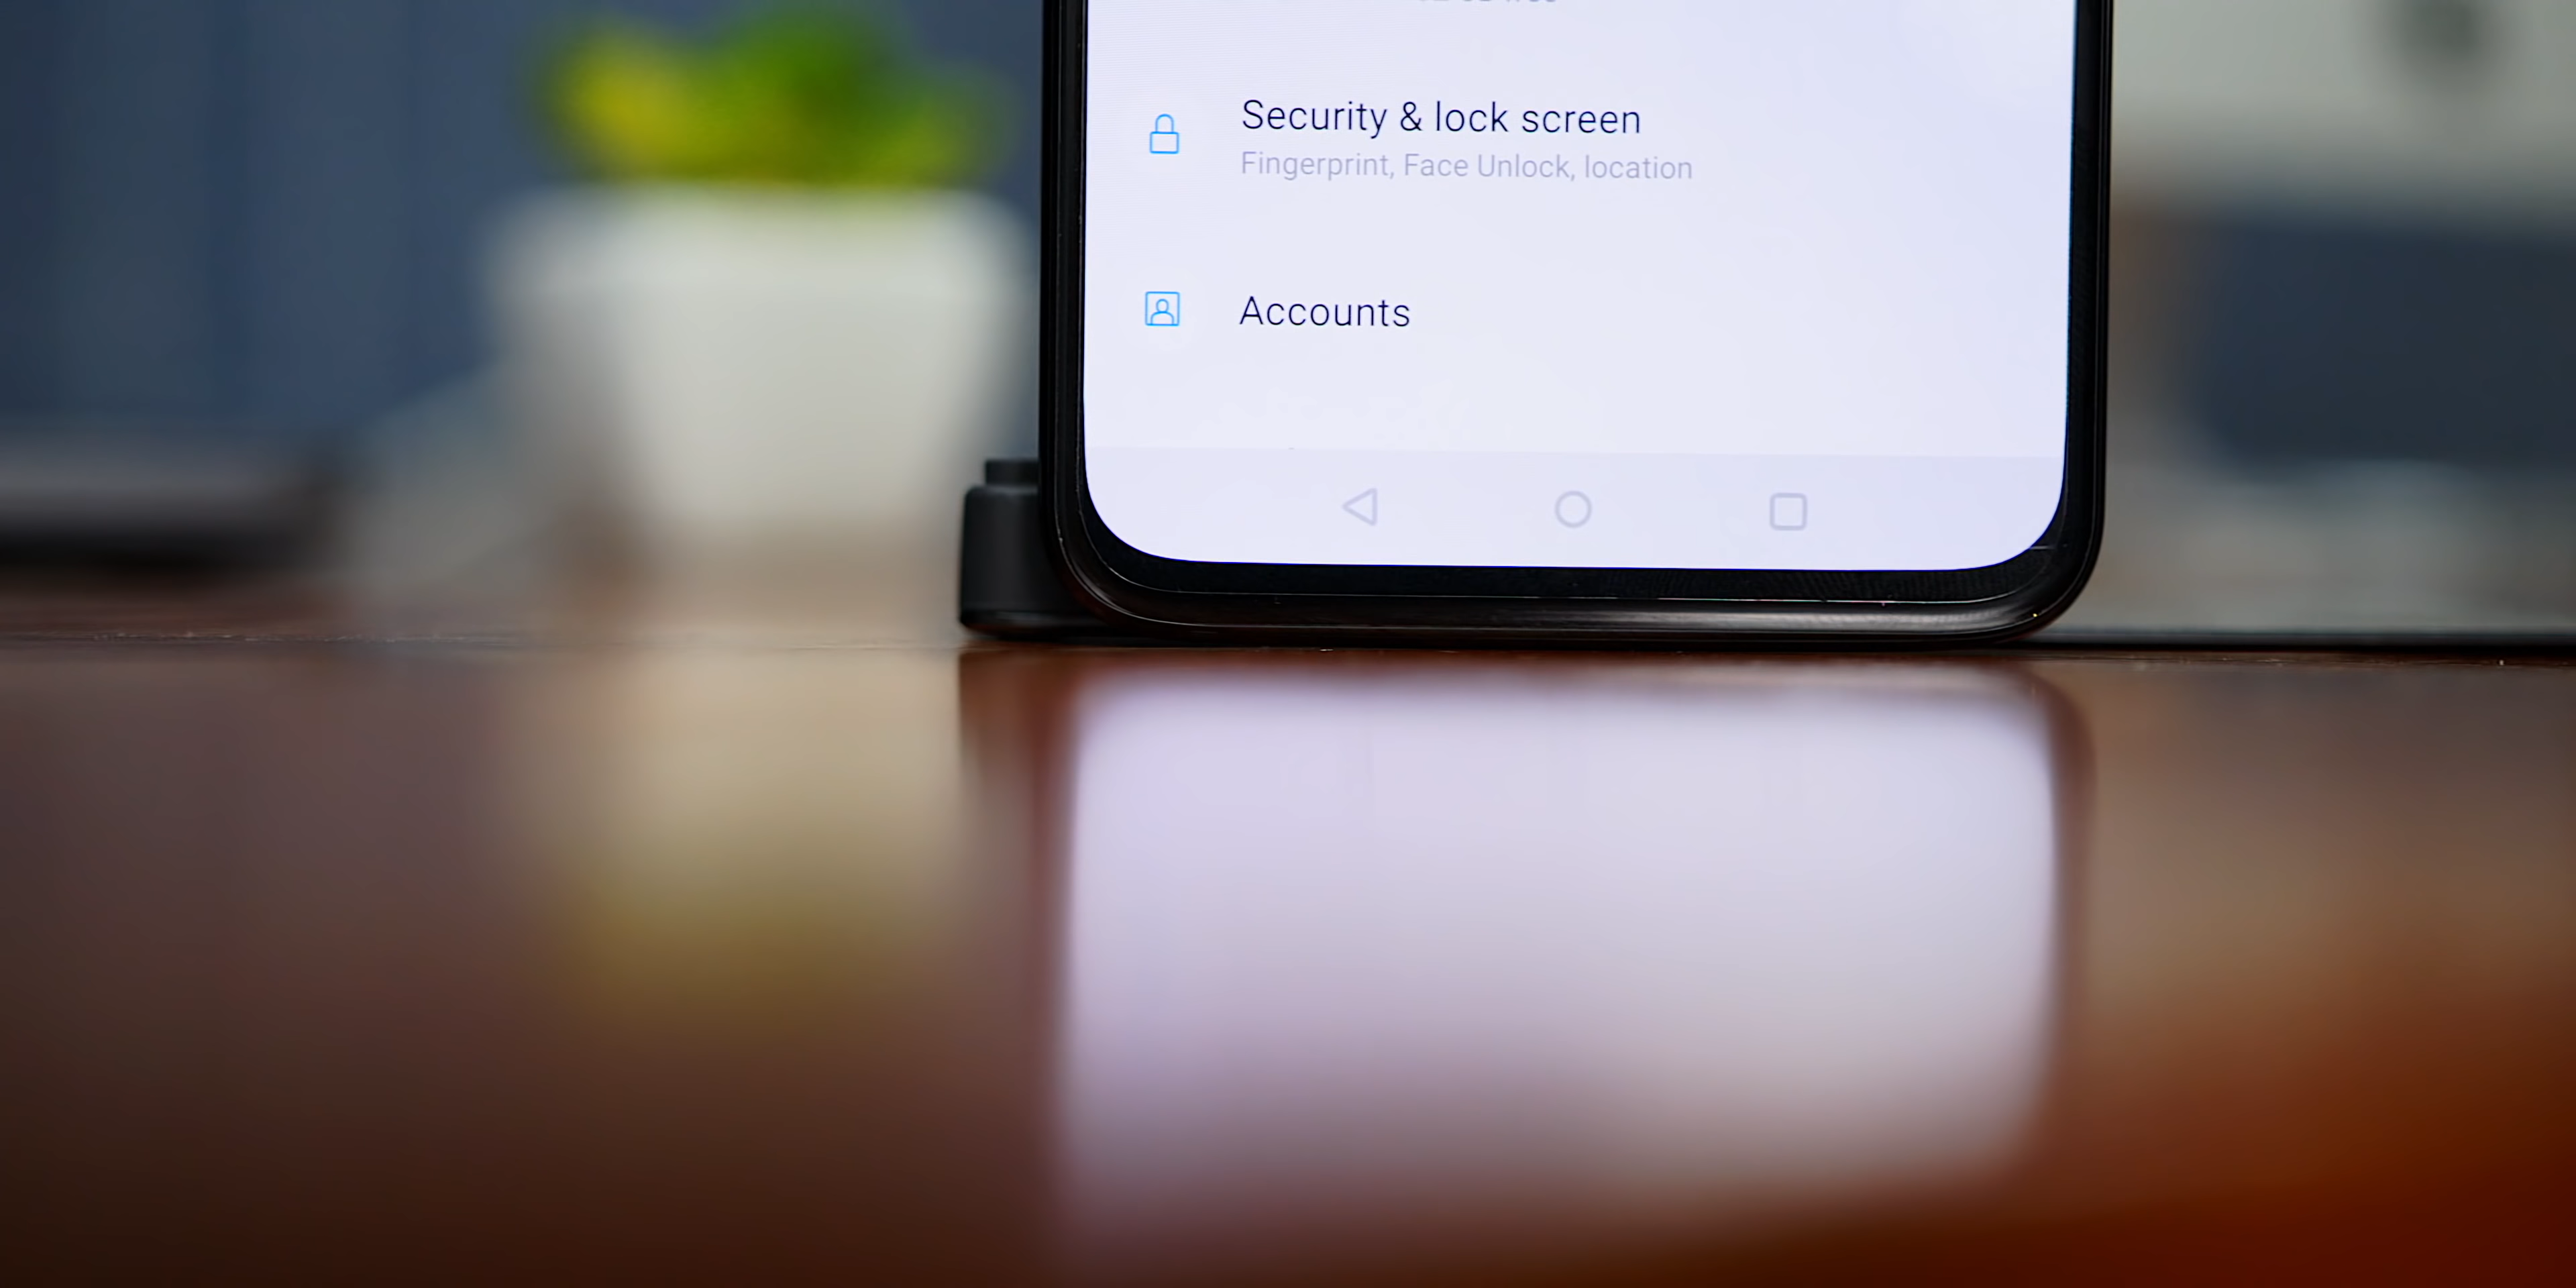 Security & lock screen
Fingerprint, Face Unlock, location
Accounts